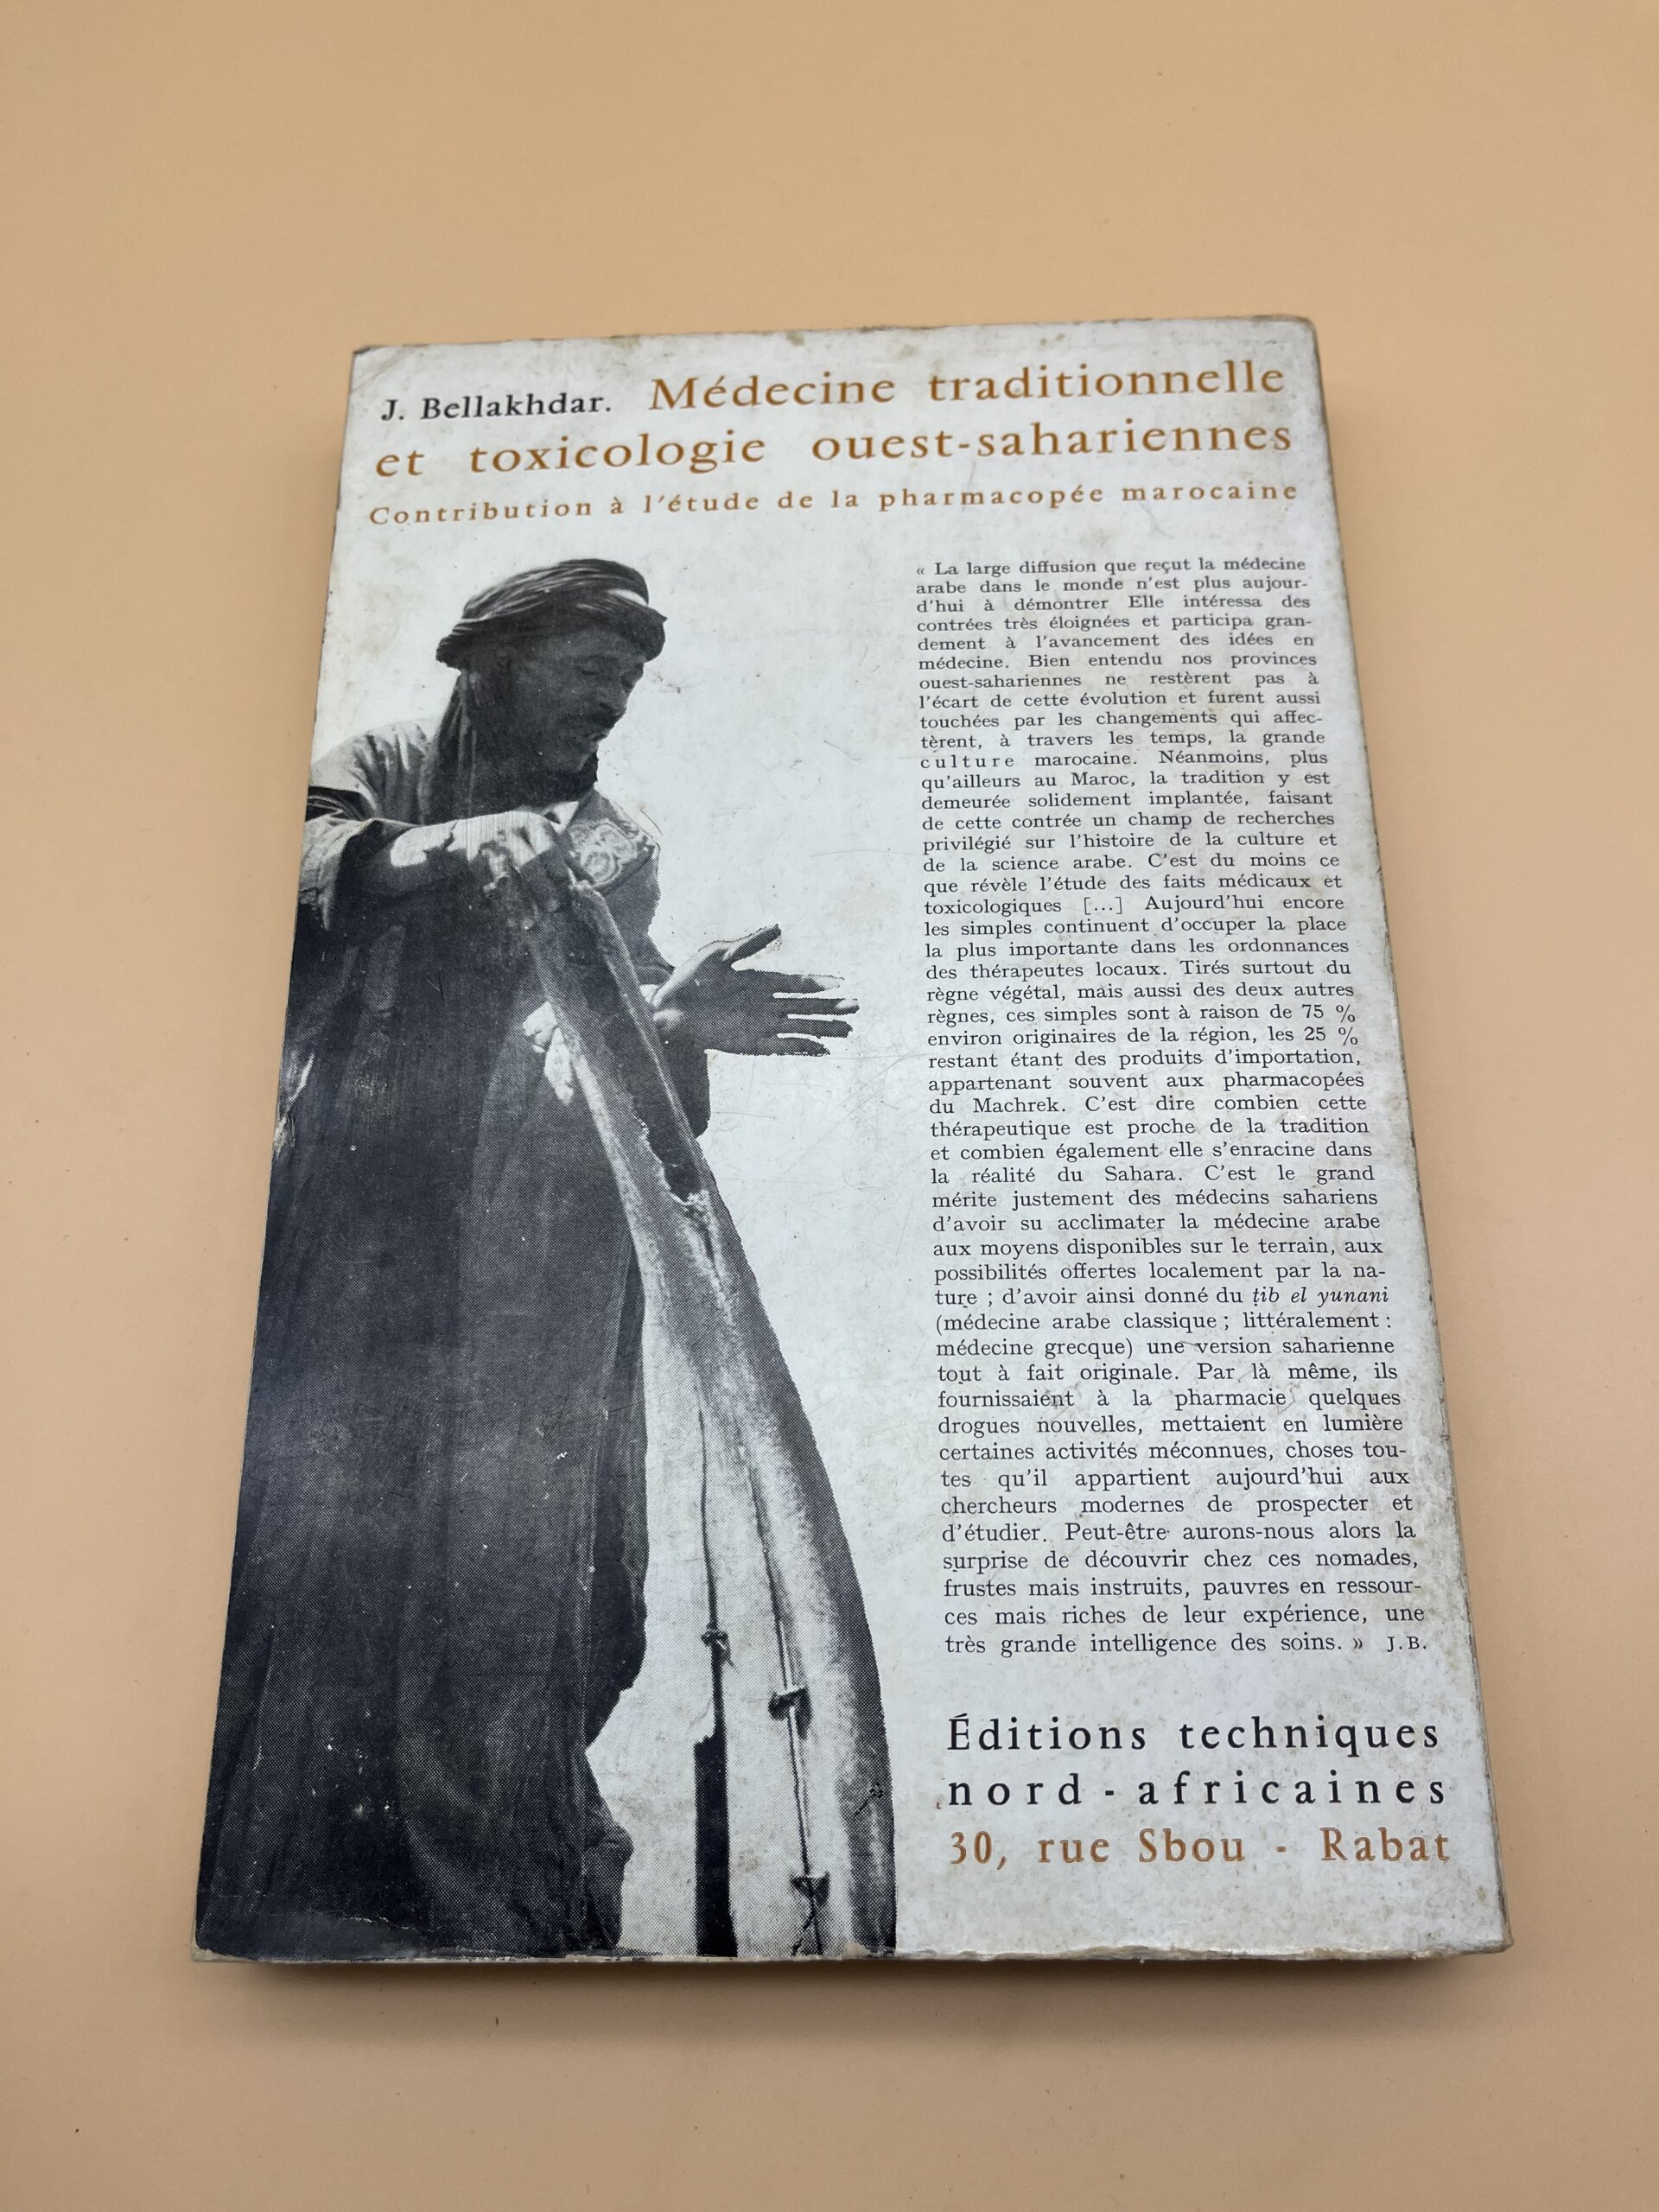 J. Bellakhdar. Médecine traditionnelle
et toxicologie ouest-sahariennes
Contribution à l'étude de la pharmacopée marocaine
« La large diffusion que reçut la médecine
arabe dans le monde n'est plus aujour-
d'hui à démontrer Elle intéressa des
contrées très éloignées et participa gran-
dement à l'avancement des idées en
médecine. Bien entendu nos provinces
ouest-sahariennes ne restèrent pas à
l'écart de cette évolution et furent aussi
touchées par les changements qui affec-
tèrent, à travers les temps, la grande
culture marocaine. Néanmoins, plus
qu'ailleurs au Maroc, la tradition y est
demeurée solidement implantée, faisant
de cette contrée un champ de recherches
privilégié sur l'histoire de la culture et
de la science arabe. C'est du moins ce
que révèle l'étude des faits médicaux et
toxicologiques [...] Aujourd'hui encore
les simples continuent d'occuper la place
la plus importante dans les ordonnances
des thérapeutes locaux. Tirés surtout du
règne végétal, mais aussi des deux autres
règnes, ces simples sont à raison de 75 %
environ originaires de la région, les 25 %
restant étant des produits d'importation,
appartenant souvent aux pharmacopées
du Machrek. C'est dire combien cette
thérapeutique est proche de la tradition
et combien également elle s'enracine dans
la réalité du Sahara. C'est le grand
mérite justement des médecins sahariens
d'avoir su acclimater la médecine arabe
aux moyens disponibles sur le terrain, aux
possibilités offertes localement par la na-
ture ; d'avoir ainsi donné du ṭib el yunani
(médecine arabe classique ; littéralement :
médecine grecque) une version saharienne
tout à fait originale. Par là même, ils
fournissaient à la pharmacie quelques
drogues nouvelles, mettaient en lumière
certaines activités méconnues, choses tou-
tes qu'il appartient aujourd'hui aux
chercheurs modernes de prospecter et
d'étudier. Peut-être aurons-nous alors la
surprise de découvrir chez ces nomades,
frustes mais instruits, pauvres en ressour-
ces mais riches de leur expérience, une
très grande intelligence des soins. » J.B.
Éditions techniques
nord-africaines
30, rue Sbou - Rabat